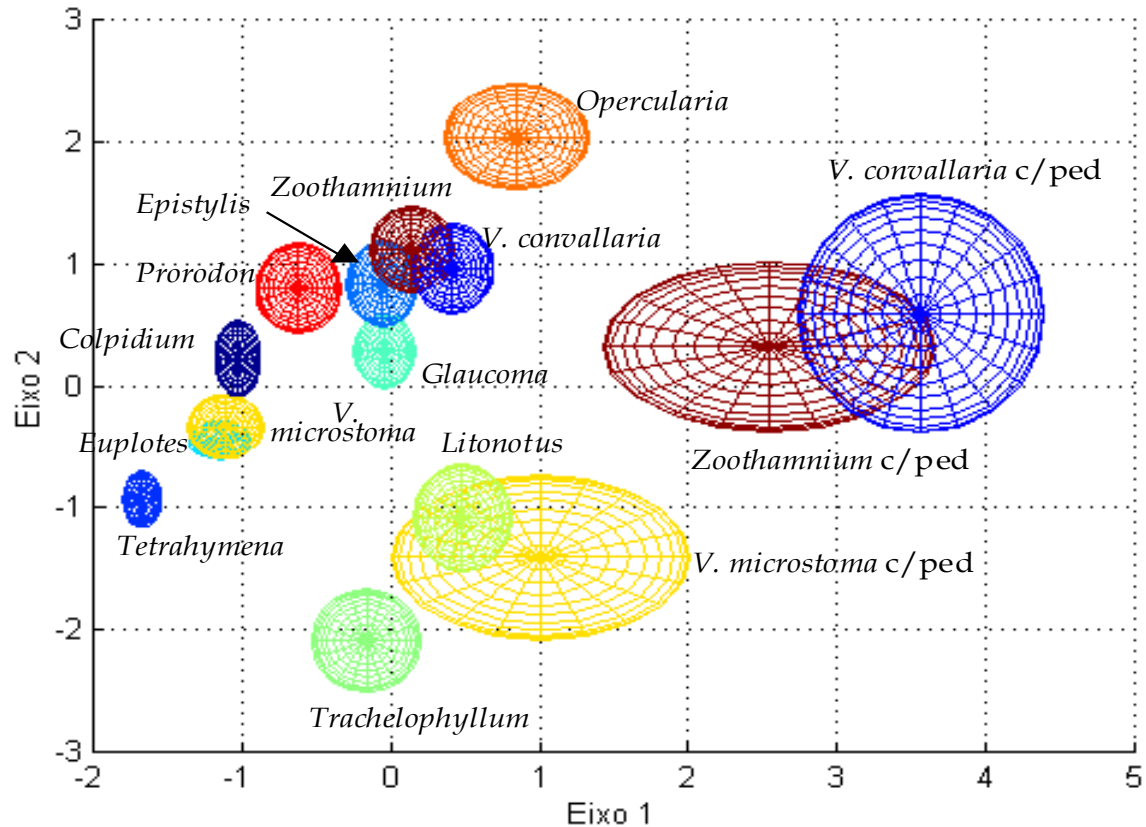 3
Opercularia
2
Zoothamnium
V. convallaria c/ped
Epistylis
V. convallaria
1
Prorodon
Colpidium
Glaucoma
Eixo 2
0
V.
microstoma
Euplotes
Litonotus
Zoothamnium c/ped
-1
Tetrahymena
V. microstoma c/ped
-2
Trachelophyllum
-3
-2 -1 0 1 2 3 4 5
Eixo 1